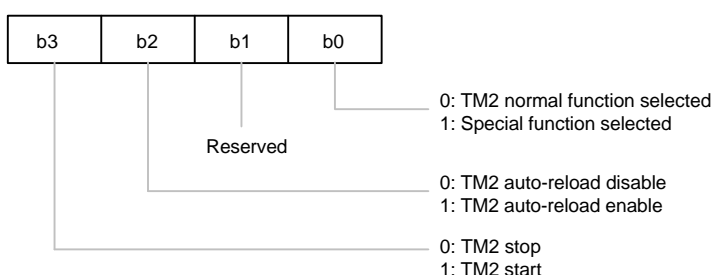 b3 b2 b1 b0
0: TM2 normal function selected
1: Special function selected
Reserved
0: TM2 auto-reload disable
1: TM2 auto-reload enable
0: TM2 stop
1: TM2 start